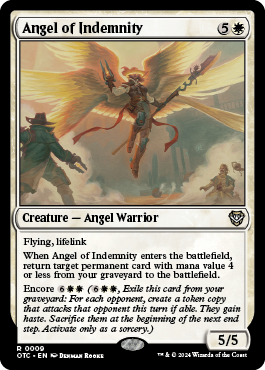 Angel of Indemnity 5
Creature — Angel Warrior
Flying, lifelink
When Angel of Indemnity enters the battlefield,
return target permanent card with mana value 4
or less from your graveyard to the battlefield.
Encore 6 (6, Exile this card from your
graveyard: For each opponent, create a token copy
that attacks that opponent this turn if able. They gain
haste. Sacrifice them at the beginning of the next end
step. Activate only as a sorcery.)
5/5
R 0009
OTC • EN Denman Rooke
™ & © 2024 Wizards of the Coast